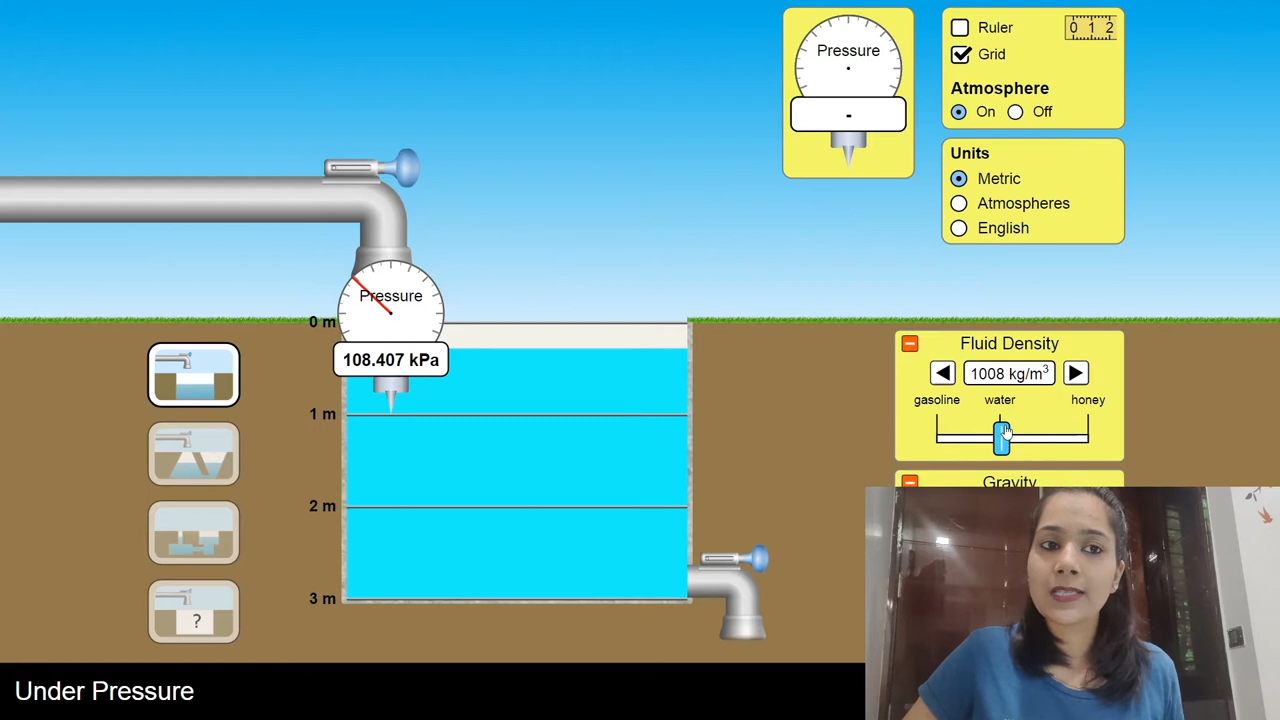 Pressure
-
Ruler
0 1 2
Grid
Atmosphere
On
Off
Units
Metric
Atmospheres
English
Pressure
108.407 kPa
0 m
1 m
2 m
3 m
?
Fluid Density
1008 kg/m³
gasoline water honey
Gravity
Under Pressure